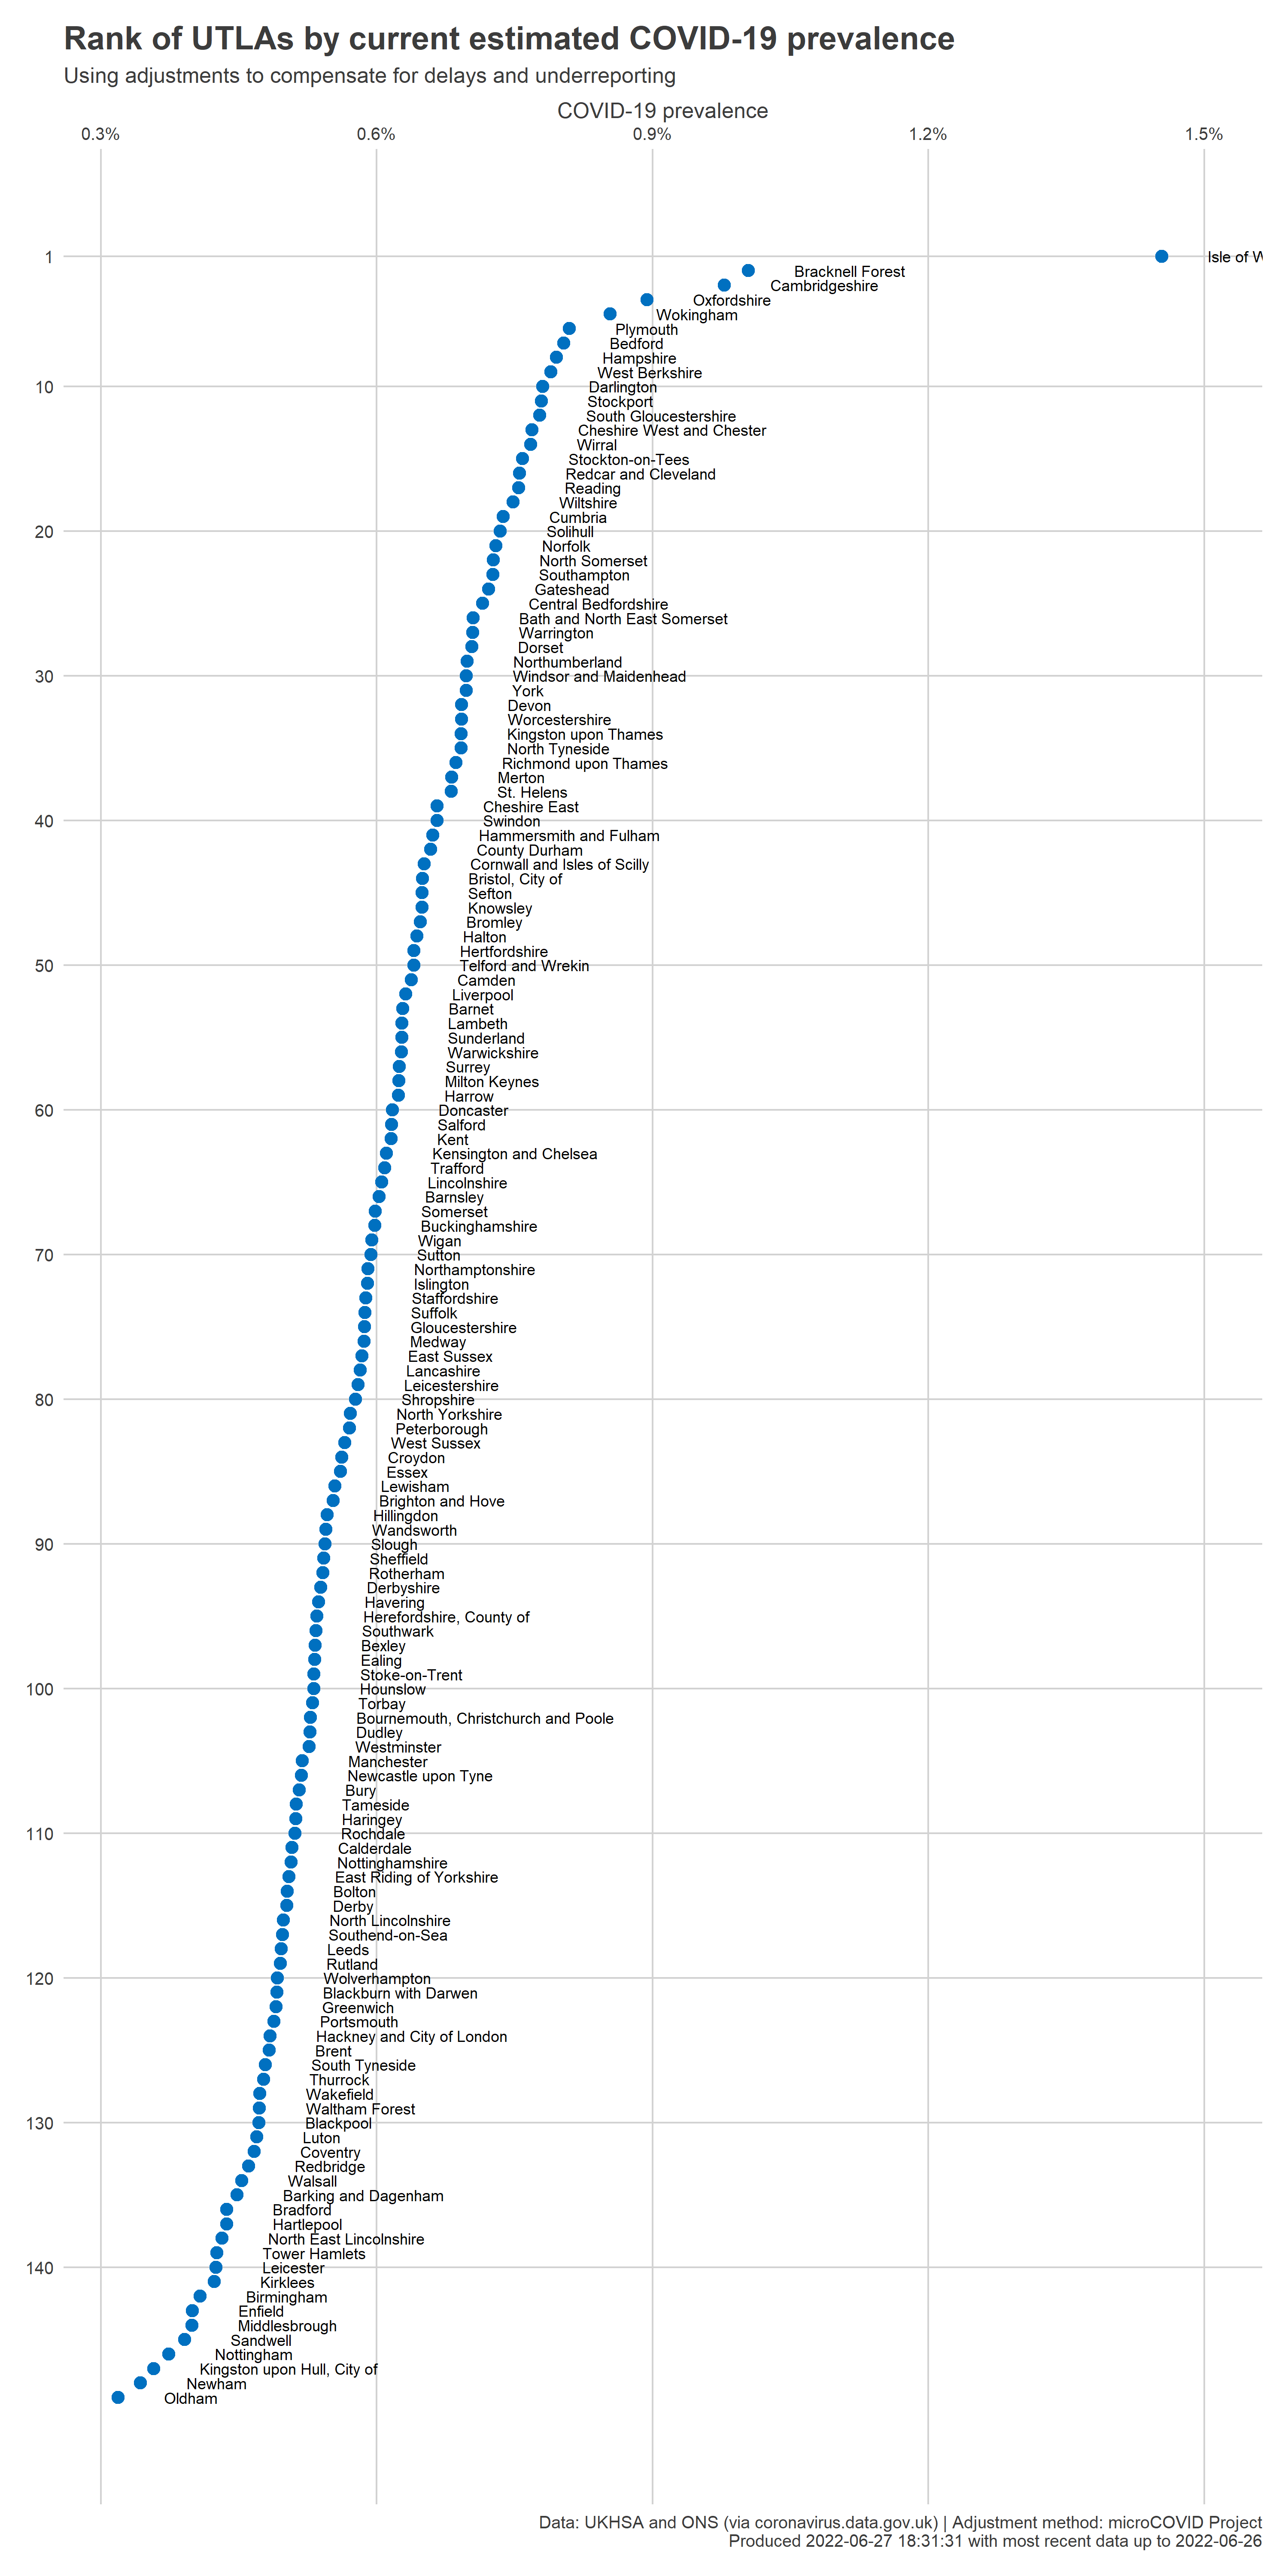 Rank of UTLAs by current estimated COVID-19 prevalence
Using adjustments to compensate for delays and underreporting
COVID-19 prevalence
0.3% 0.6% 0.9% 1.2% 1.5%
1 Isle of W
Bracknell Forest
Cambridgeshire
Oxfordshire
Wokingham
Plymouth
Bedford
Hampshire
West Berkshire
10 Darlington
Stockport
South Gloucestershire
Cheshire West and Chester
Wirral
Stockton-on-Tees
Redcar and Cleveland
Reading
Wiltshire
Cumbria
20 Solihull
Norfolk
North Somerset
Southampton
Gateshead
Central Bedfordshire
Bath and North East Somerset
Warrington
Dorset
Northumberland
30 Windsor and Maidenhead
York
Devon
Worcestershire
Kingston upon Thames
North Tyneside
Richmond upon Thames
Merton
St. Helens
Cheshire East
40 Swindon
Hammersmith and Fulham
County Durham
Cornwall and Isles of Scilly
Bristol, City of
Sefton
Knowsley
Bromley
Halton
Hertfordshire
50 Telford and Wrekin
Camden
Liverpool
Barnet
Lambeth
Sunderland
Warwickshire
Surrey
Milton Keynes
Harrow
60 Doncaster
Salford
Kent
Kensington and Chelsea
Trafford
Lincolnshire
Barnsley
Somerset
Buckinghamshire
Wigan
70 Sutton
Northamptonshire
Islington
Staffordshire
Suffolk
Gloucestershire
Medway
East Sussex
Lancashire
Leicestershire
80 Shropshire
North Yorkshire
Peterborough
West Sussex
Croydon
Essex
Lewisham
Brighton and Hove
Hillingdon
Wandsworth
90 Slough
Sheffield
Rotherham
Derbyshire
Havering
Herefordshire, County of
Southwark
Bexley
Ealing
Stoke-on-Trent
100 Hounslow
Torbay
Bournemouth, Christchurch and Poole
Dudley
Westminster
Manchester
Newcastle upon Tyne
Bury
Tameside
Haringey
110 Rochdale
Calderdale
Nottinghamshire
East Riding of Yorkshire
Bolton
Derby
North Lincolnshire
Southend-on-Sea
Leeds
Rutland
120 Wolverhampton
Blackburn with Darwen
Greenwich
Portsmouth
Hackney and City of London
Brent
South Tyneside
Thurrock
Wakefield
Waltham Forest
130 Blackpool
Luton
Coventry
Redbridge
Walsall
Barking and Dagenham
Bradford
Hartlepool
North East Lincolnshire
Tower Hamlets
140 Leicester
Kirklees
Birmingham
Enfield
Middlesbrough
Sandwell
Nottingham
Kingston upon Hull, City of
Newham
Oldham
Data: UKHSA and ONS (via coronavirus.data.gov.uk) | Adjustment method: microCOVID Project
Produced 2022-06-27 18:31:31 with most recent data up to 2022-06-26